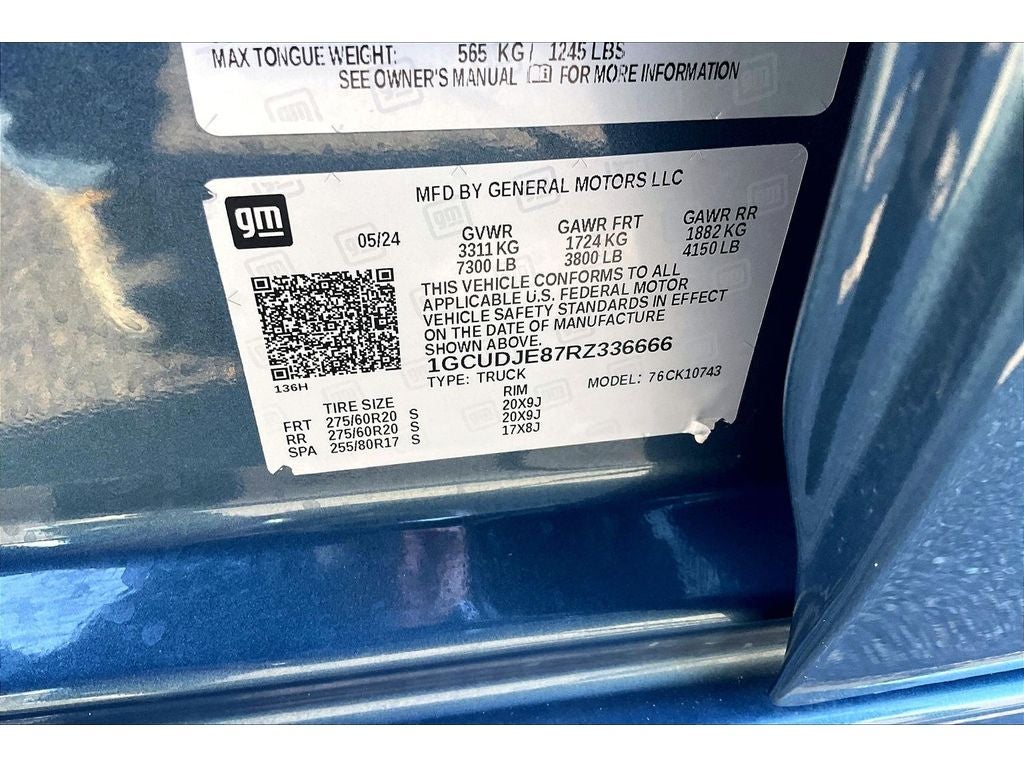 MAX TONGUE WEIGHT: 565 KG / 1245 LBS
SEE OWNER'S MANUAL FOR MORE INFORMATION
gm
MFD BY GENERAL MOTORS LLC
05/24
GVWR
3311 KG
7300 LB
GAWR FRT
1724 KG
3800 LB
GAWR RR
1882 KG
4150 LB
THIS VEHICLE CONFORMS TO ALL
APPLICABLE U.S. FEDERAL MOTOR
VEHICLE SAFETY STANDARDS IN EFFECT
ON THE DATE OF MANUFACTURE
SHOWN ABOVE.
1GCUDJE87RZ336666
TYPE: TRUCK
MODEL: 76CK10743
136H
TIRE SIZE RIM
FRT 275/60R20 S 20X9J
RR 275/60R20 S 20X9J
SPA 255/80R17 S 17X8J